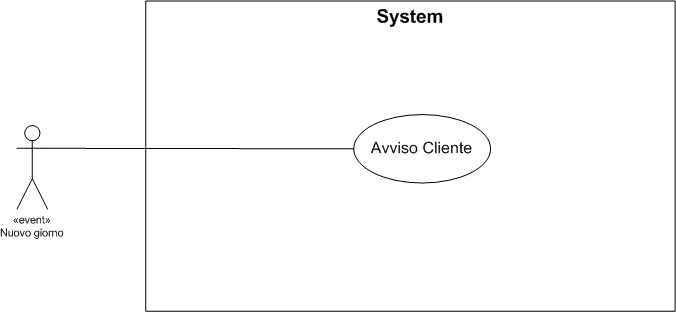 System
Avviso Cliente
«event»
Nuovo giorno